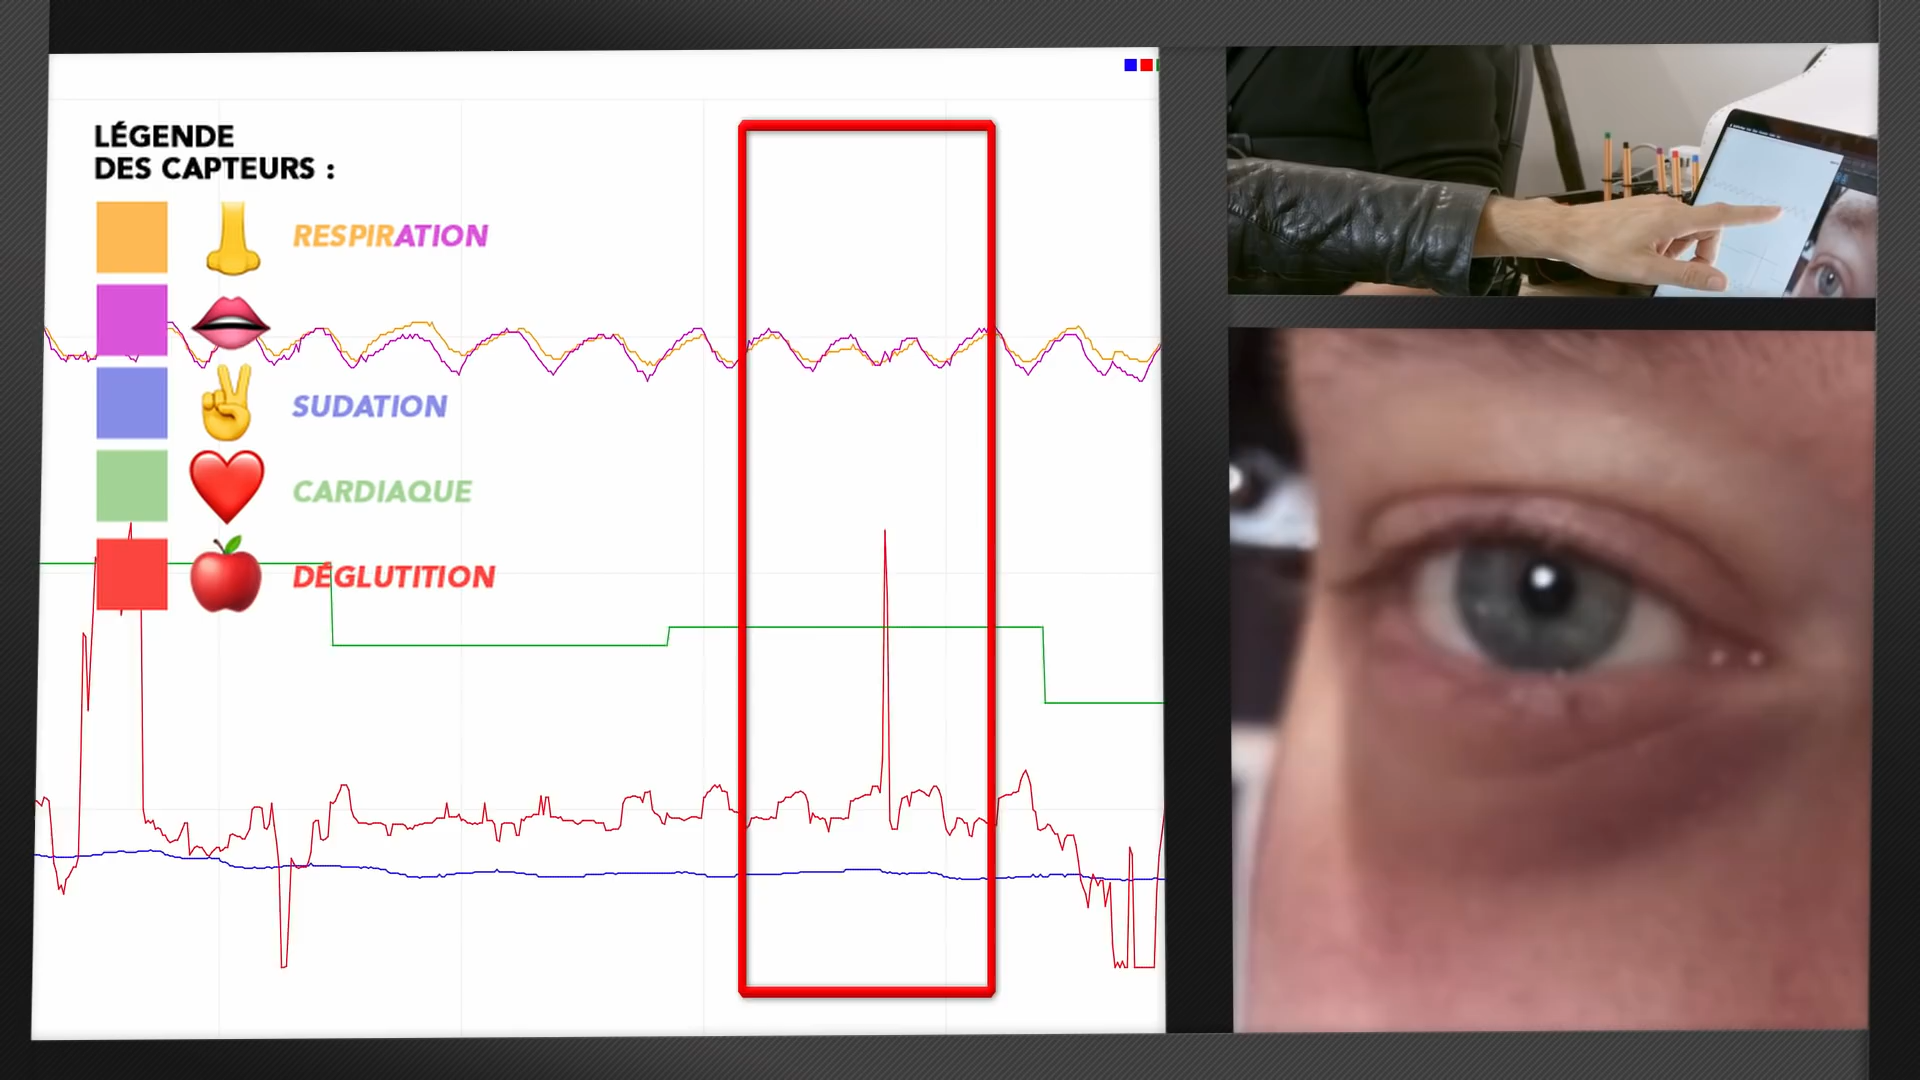 LÉGENDE
DES CAPTEURS :
RESPIRATION
SUDATION
CARDIAQUE
DÉGLUTITION